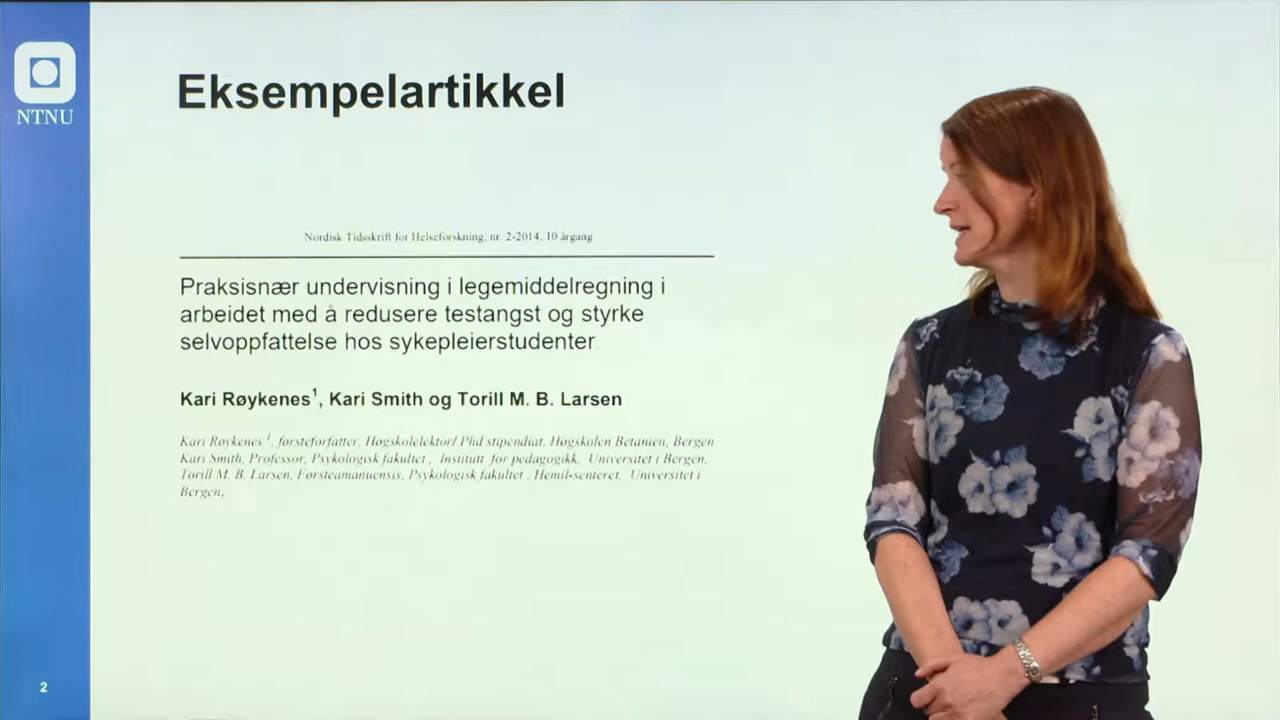 NTNU
Eksempelartikkel
Nordisk Tidsskrift for Helseforskning, nr. 2-2014, 10 årgang
Praksisnær undervisning i legemiddelregning i
arbeidet med å redusere testangst og styrke
selvoppfattelse hos sykepleierstudenter.
Kari Røykenes¹, Kari Smith og Torill M. B. Larsen
Kari Røykenes ¹, førsteforfatter, Høgskolelektor/ Phd stipendiat, Høgskolen Betanien, Bergen
Kari Smith, Professor, Psykologisk fakultet , Institutt for pedagogikk, Universitet i Bergen,
Torill M. B. Larsen, Førsteamanuensis, Psykologisk fakultet , Hemil-senteret, Universitet i
Bergen,
2